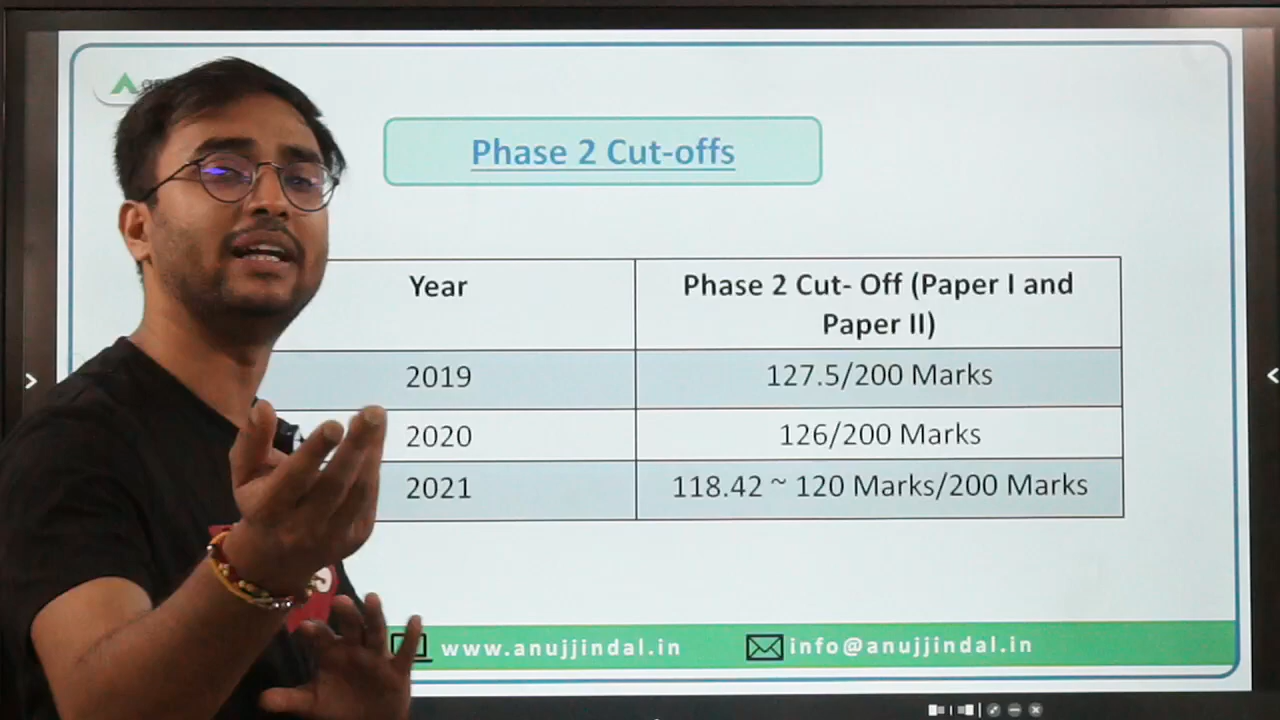 Phase 2 Cut-offs
Year
Phase 2 Cut- Off (Paper I and
Paper II)
2019
127.5/200 Marks
2020
126/200 Marks
2021
118.42 ~ 120 Marks/200 Marks
www.anujjindal.in
info@anujjindal.in